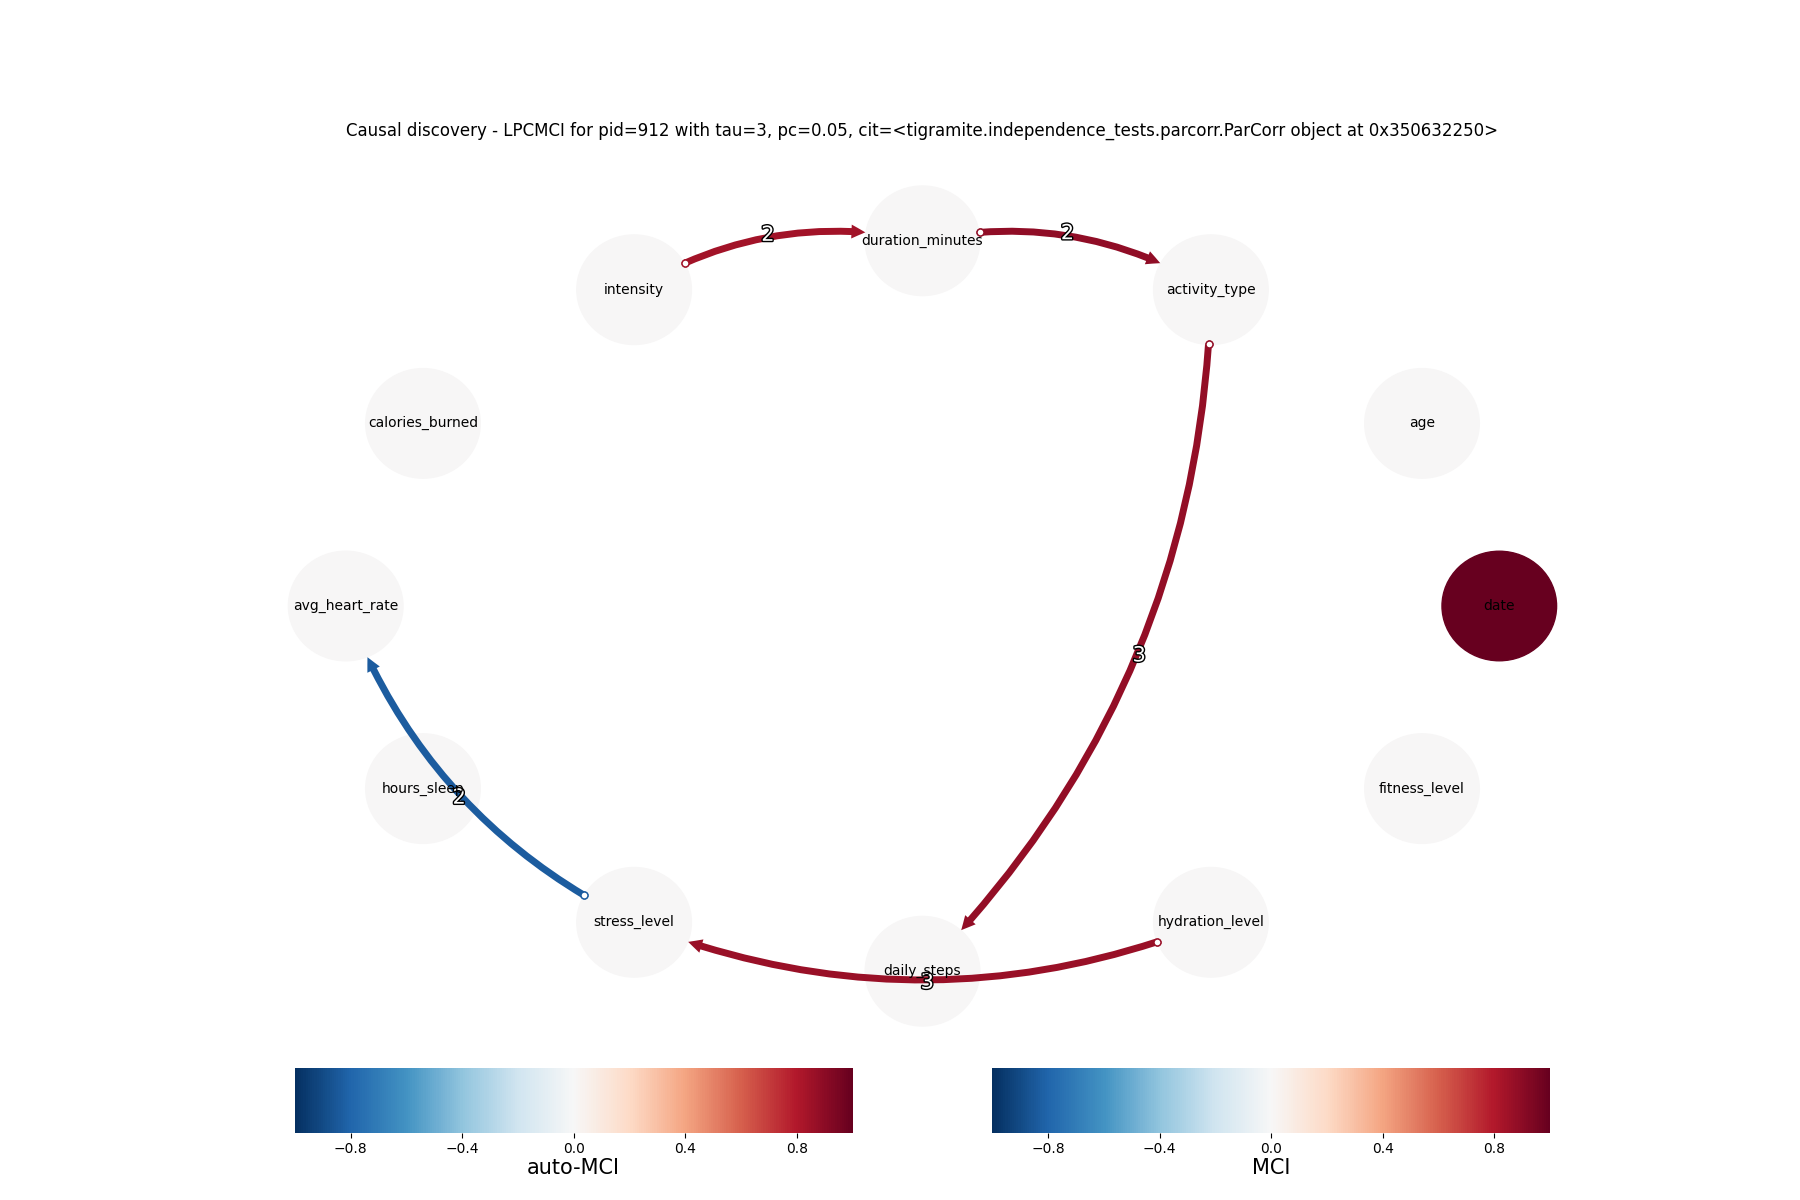 Causal discovery - LPCMCI for pid=912 with tau=3, pc=0.05, cit=<tigramite.independence_tests.parcorr.ParCorr object at 0x350632250>
2
2
duration_minutes
intensity
activity_type
calories_burned
age
avg_heart_rate
date
3
hours_sleep
2
fitness_level
stress_level
hydration_level
daily_steps
3
−0.8 −0.4 0.0 0.4 0.8
auto-MCI
−0.8 −0.4 0.0 0.4 0.8
MCI